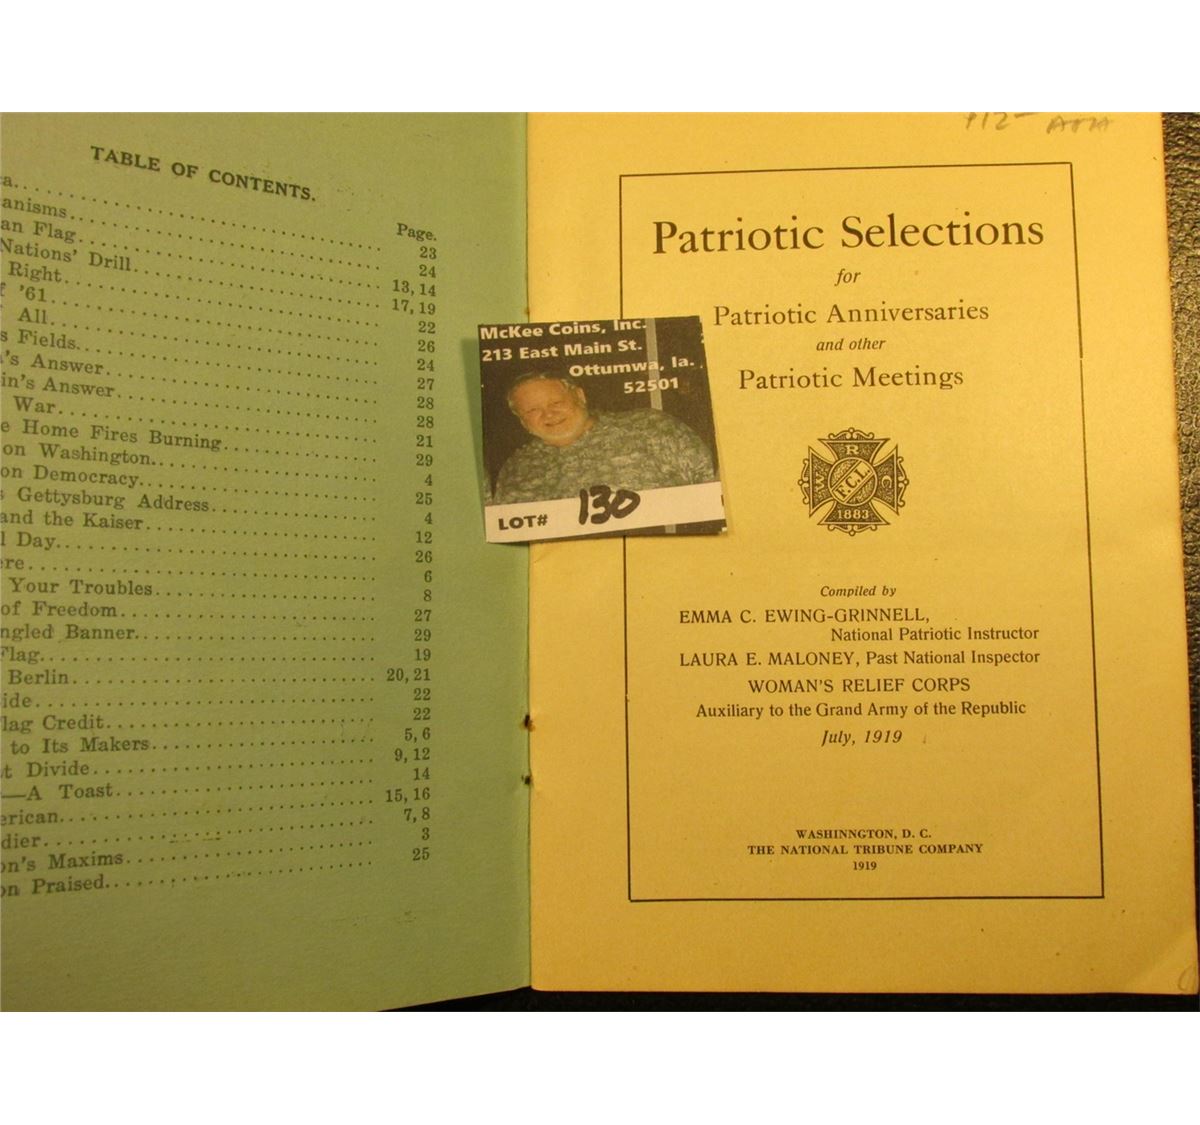 TABLE OF CONTENTS.
Page.
a. 23
anisms 24
an Flag 13, 14
Nations' Drill 17, 19
Right 22
'61 26
All 24
s Fields 27
's Answer 28
in's Answer 28
War 21
e Home Fires Burning 29
on Washington 4
on Democracy 25
s Gettysburg Address 4
and the Kaiser 12
l Day 26
ere 6
Your Troubles 8
of Freedom 27
ngled Banner 29
Flag 19
Berlin 20, 21
ide 22
lag Credit 22
to Its Makers 5, 6
t Divide 9, 12
—A Toast 14
erican 15, 16
dier 7, 8
on's Maxims 3
on Praised 25
McKee Coins, Inc.
213 East Main St.
Ottumwa, Ia.
52501
LOT# 130
Patriotic Selections
for
Patriotic Anniversaries
and other
Patriotic Meetings
W R C
F.C.L.
1883
Compiled by
EMMA C. EWING-GRINNELL,
National Patriotic Instructor
LAURA E. MALONEY, Past National Inspector
WOMAN'S RELIEF CORPS
Auxiliary to the Grand Army of the Republic
July, 1919
WASHINNGTON, D. C.
THE NATIONAL TRIBUNE COMPANY
1919